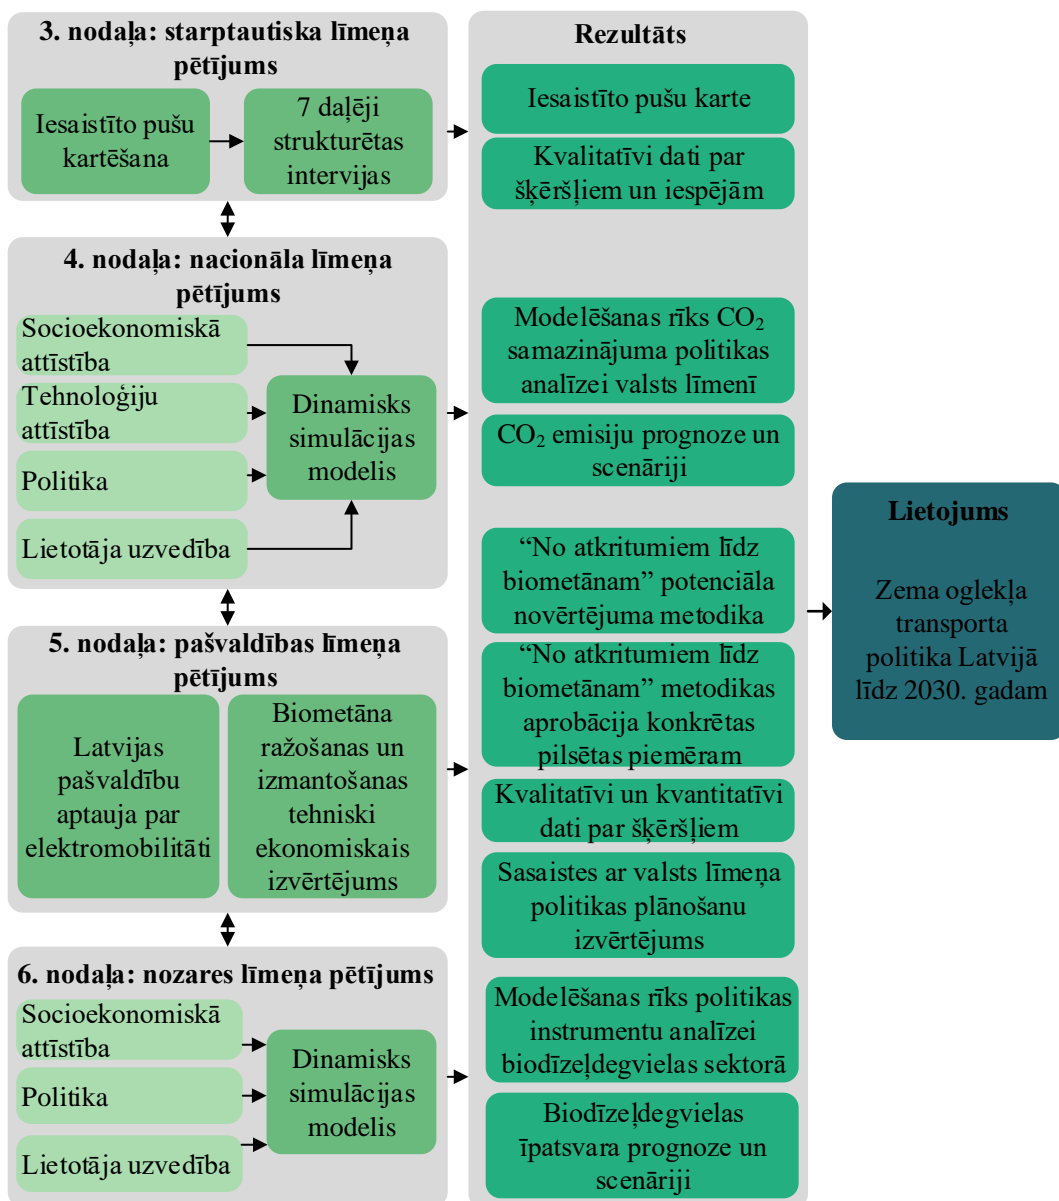 3. nodaļa: starptautiska līmeņa
pētījums
Iesaistīto pušu
kartēšana
7 daļēji
strukturētas
intervijas
4. nodaļa: nacionāla līmeņa
pētījums
Socioekonomiskā
attīstība
Tehnoloģiju
attīstība
Politika
Lietotāja uzvedība
Dinamisks
simulācijas
modelis
5. nodaļa: pašvaldības līmeņa
pētījums
Latvijas
pašvaldību
aptauja par
elektromobilitāti
Biometāna
ražošanas un
izmantošanas
tehniski
ekonomiskais
izvērtējums
6. nodaļa: nozares līmeņa pētījums
Socioekonomiskā
attīstība
Politika
Lietotāja uzvedība
Dinamisks
simulācijas
modelis
Rezultāts
Iesaistīto pušu karte
Kvalitatīvi dati par
šķēršļiem un iespējām
Modelēšanas rīks CO₂
samazinājuma politikas
analīzei valsts līmenī
CO₂ emisiju prognoze un
scenāriji
“No atkritumiem līdz
biometānam” potenciāla
novērtējuma metodika
“No atkritumiem līdz
biometānam” metodikas
aprobācija konkrētas
pilsētas piemēram
Kvalitatīvi un kvantitatīvi
dati par šķēršļiem
Sasaistes ar valsts līmeņa
politikas plānošanu
izvērtējums
Modelēšanas rīks politikas
instrumentu analīzei
biodīzeļdegvielas sektorā
Biodīzeļdegvielas
īpatsvara prognoze un
scenāriji
Lietojums
Zema oglekļa
transporta
politika Latvijā
līdz 2030. gadam